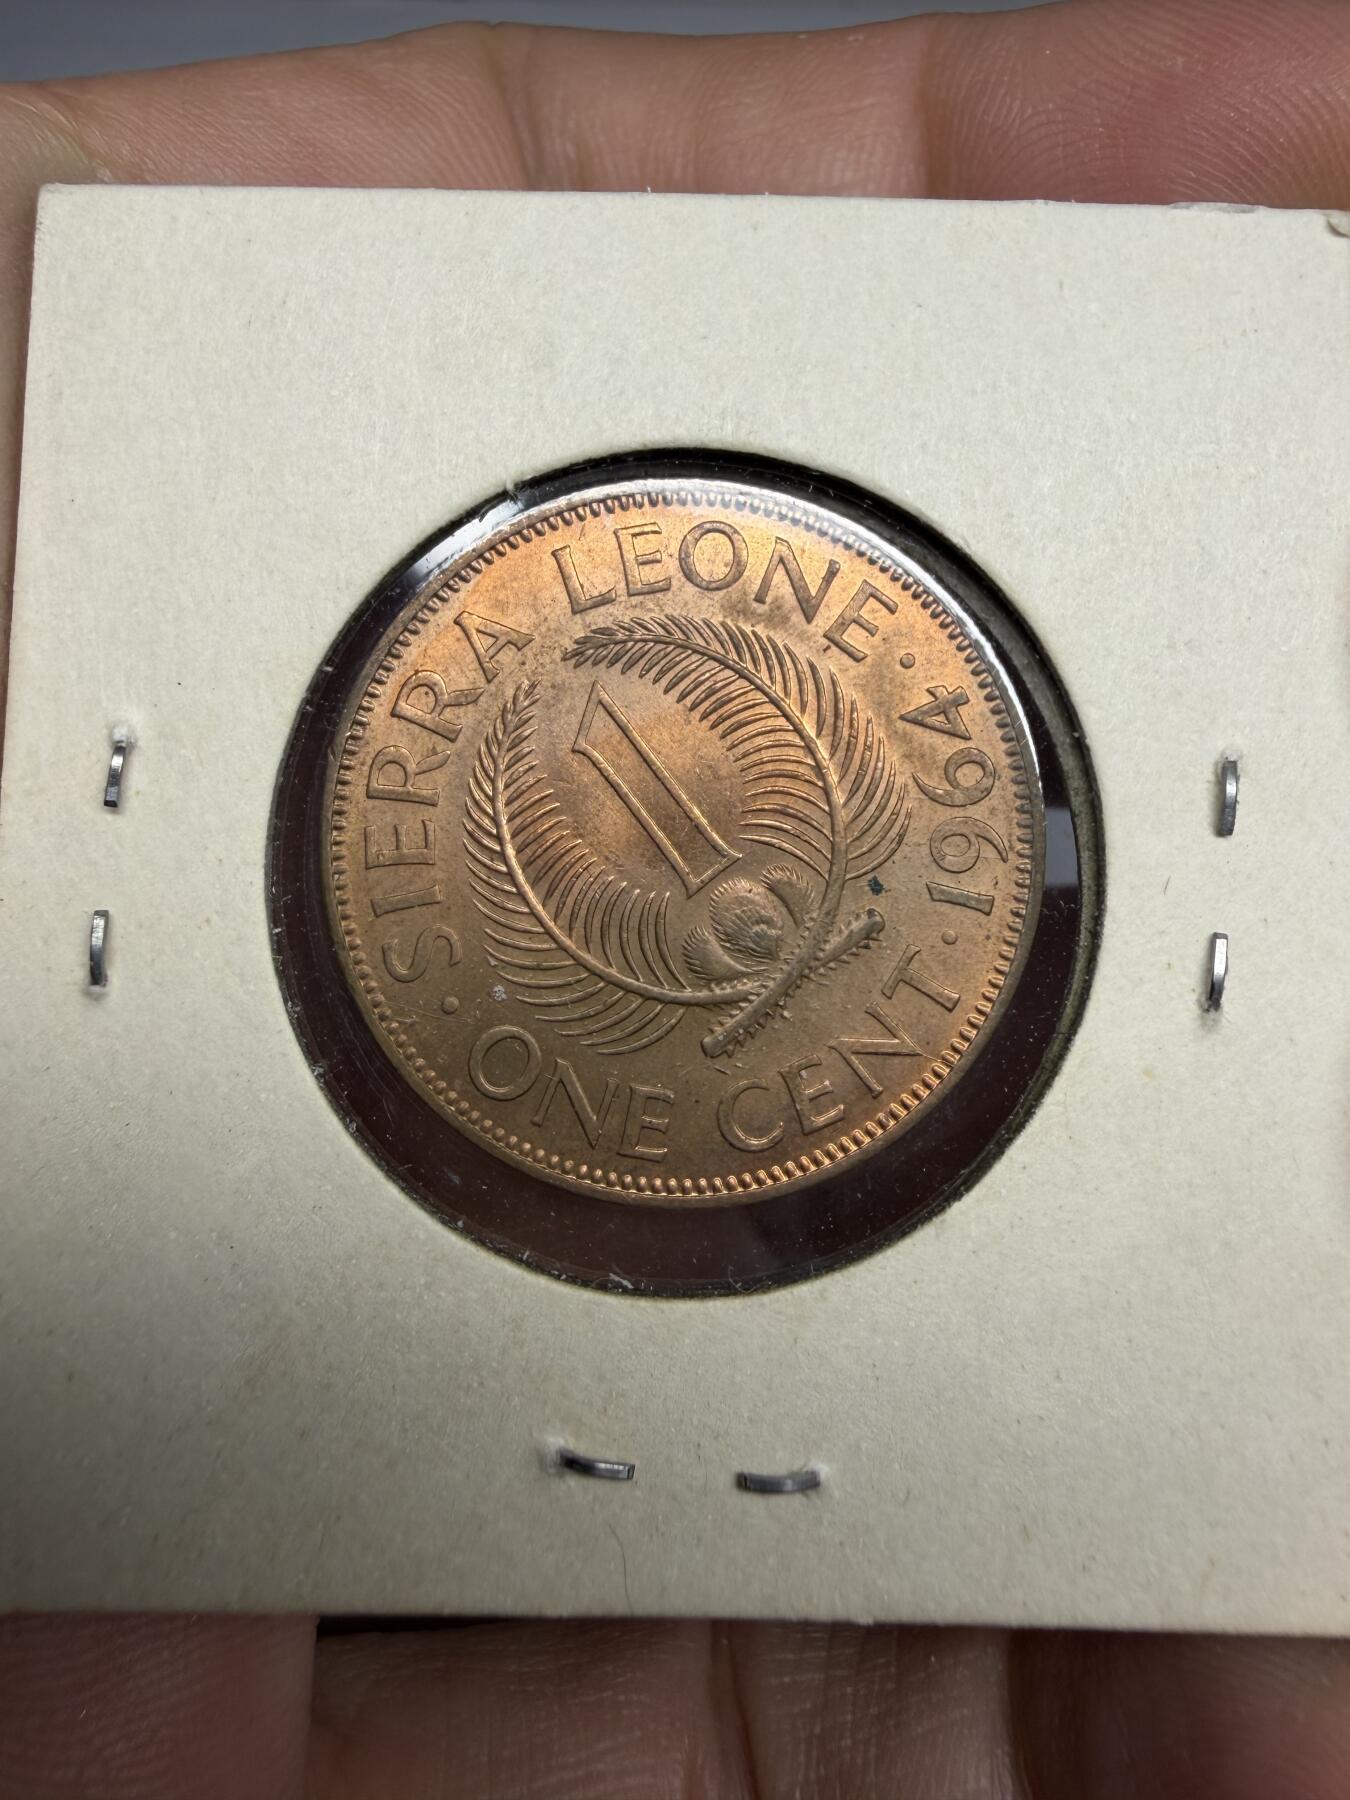 · SIERRA LEONE · 1964 ·
ONE CENT
1